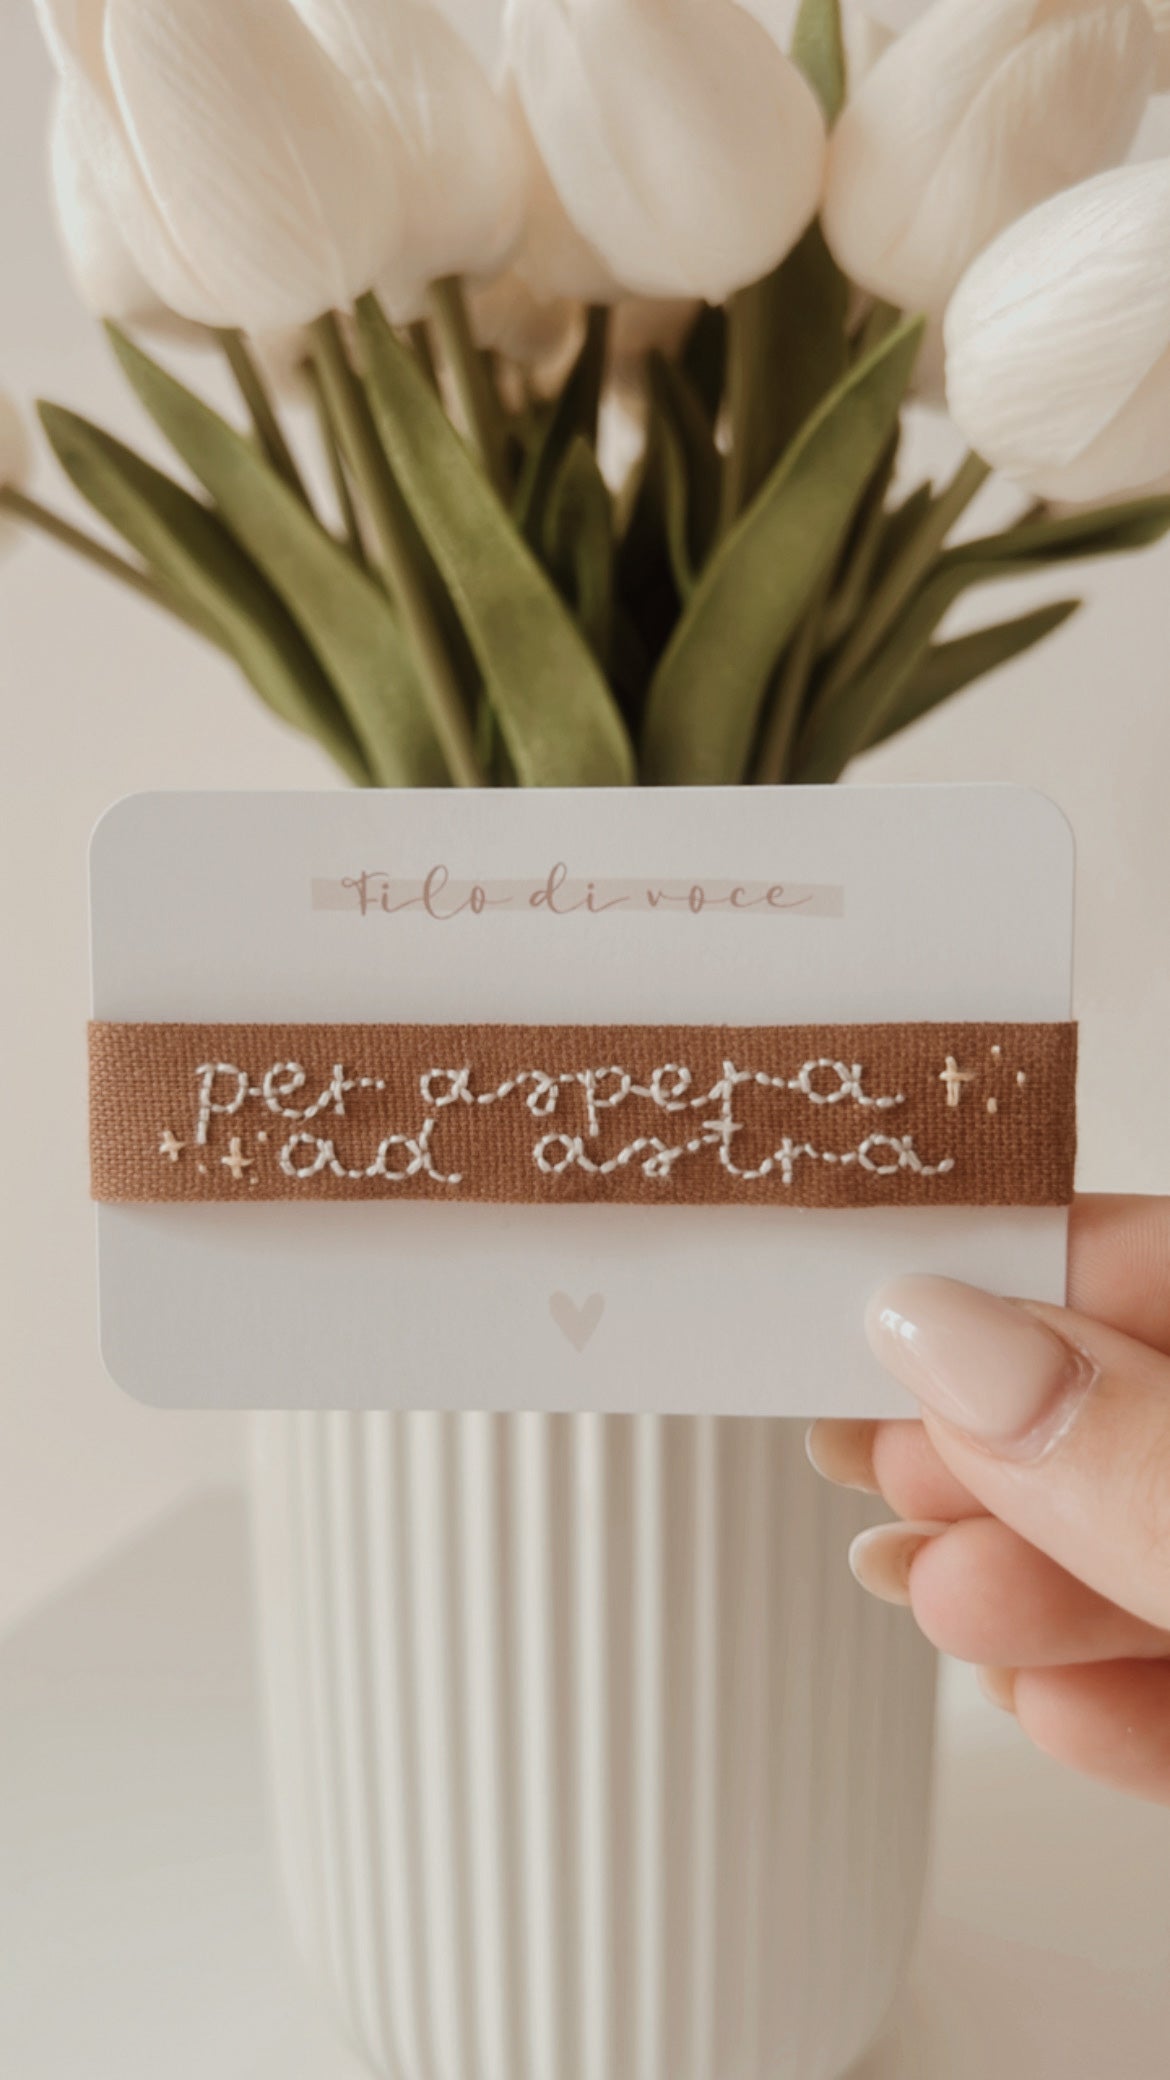 Filo di voce
per aspera
ad astra